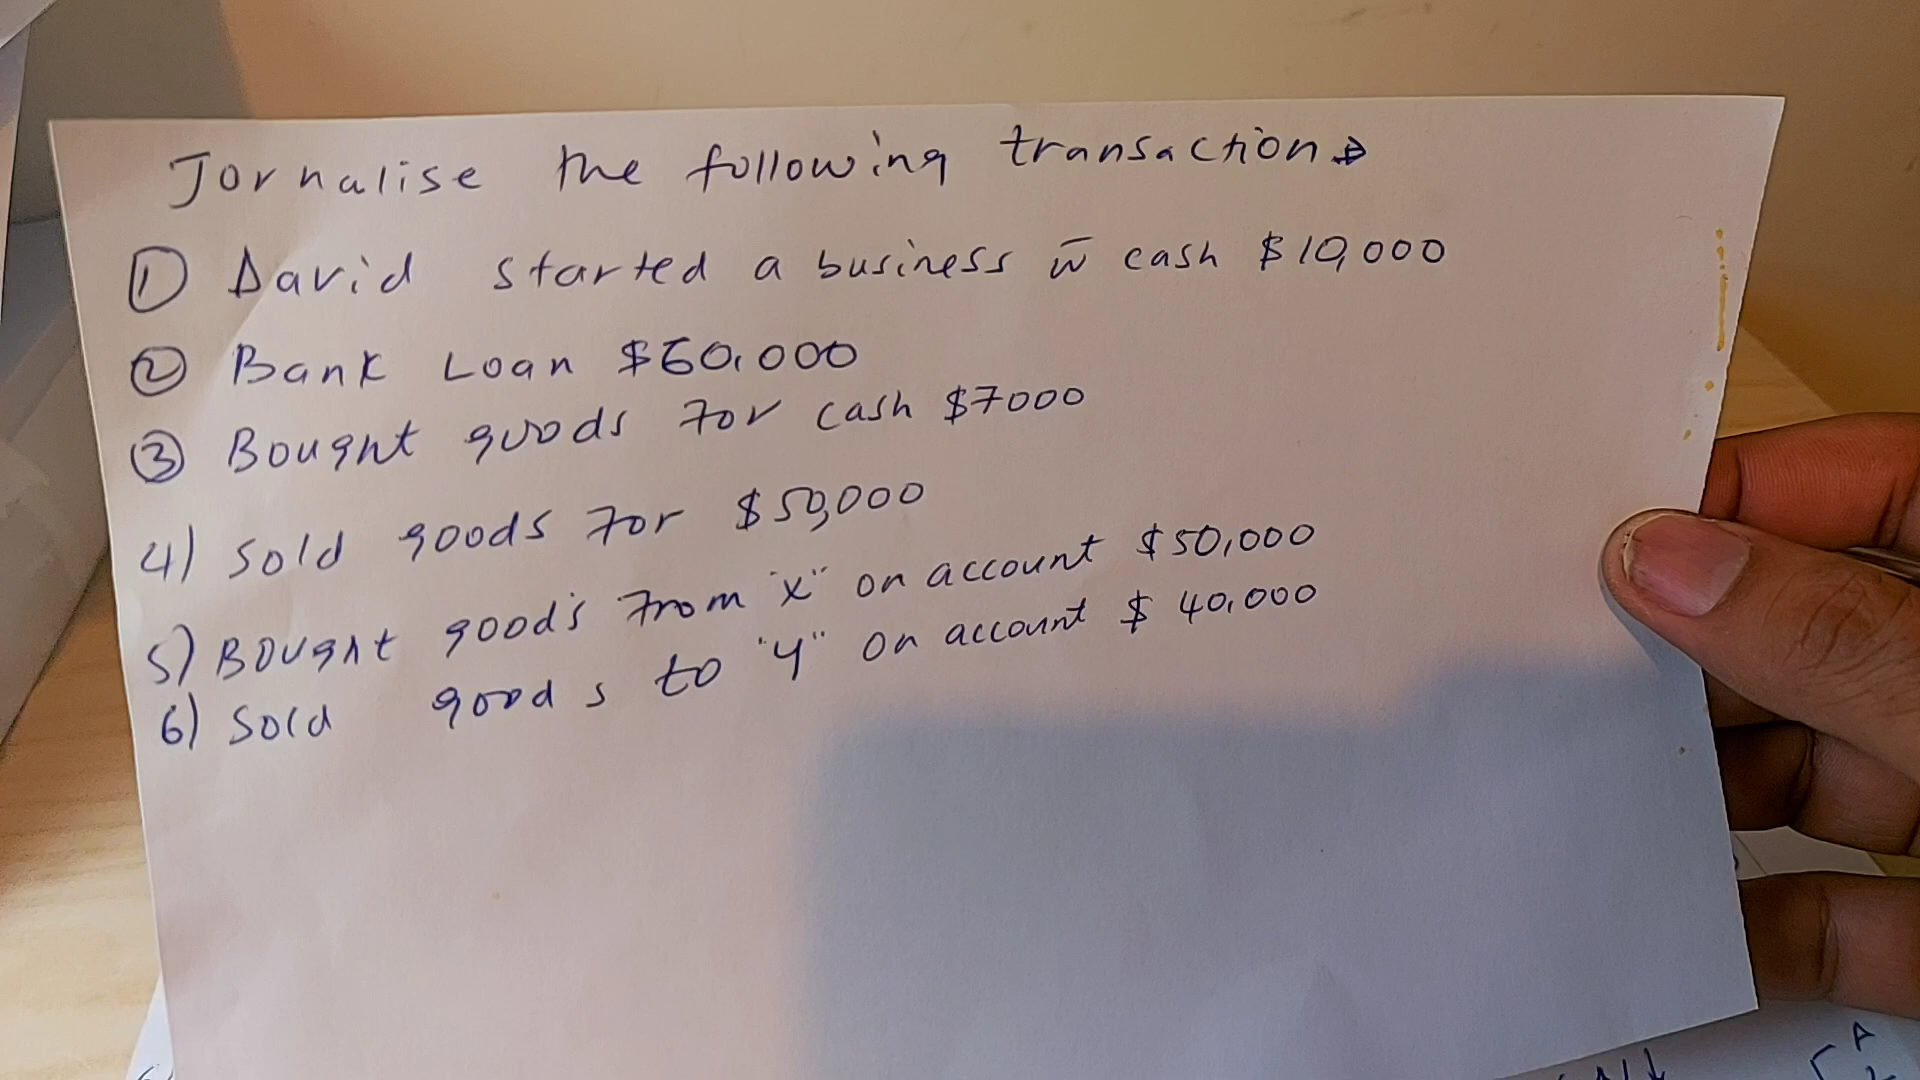 Jornalise the following transactions
① David started a business w̄ cash $10,000
② Bank Loan $60,000
③ Bought goods for cash $7000
4) Sold goods for $50,000
5) Bought goods from "x" on account $50,000
6) Sold goods to "y" on account $40,000